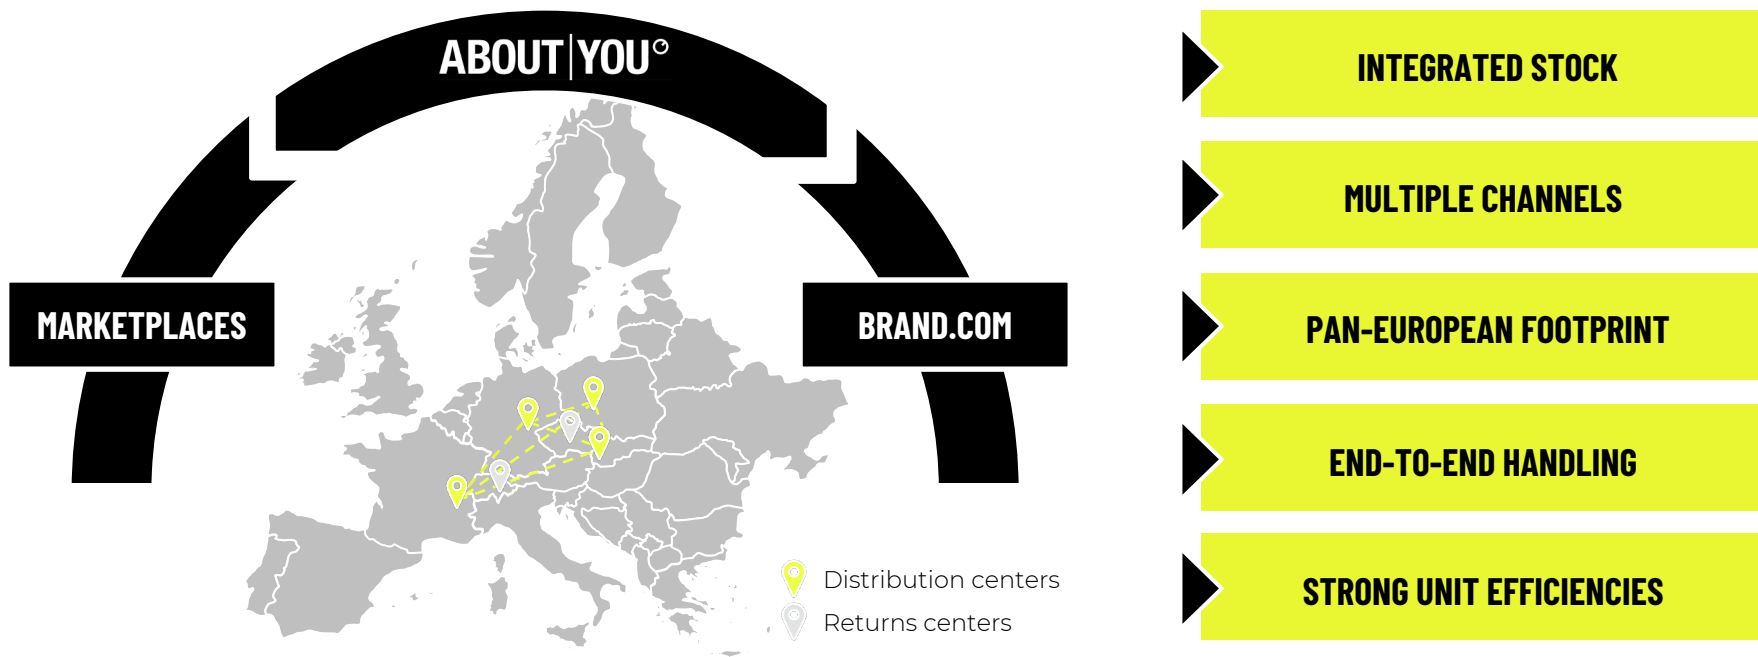 ABOUT|YOU°
MARKETPLACES
BRAND.COM
Distribution centers
Returns centers
INTEGRATED STOCK
MULTIPLE CHANNELS
PAN-EUROPEAN FOOTPRINT
END-TO-END HANDLING
STRONG UNIT EFFICIENCIES